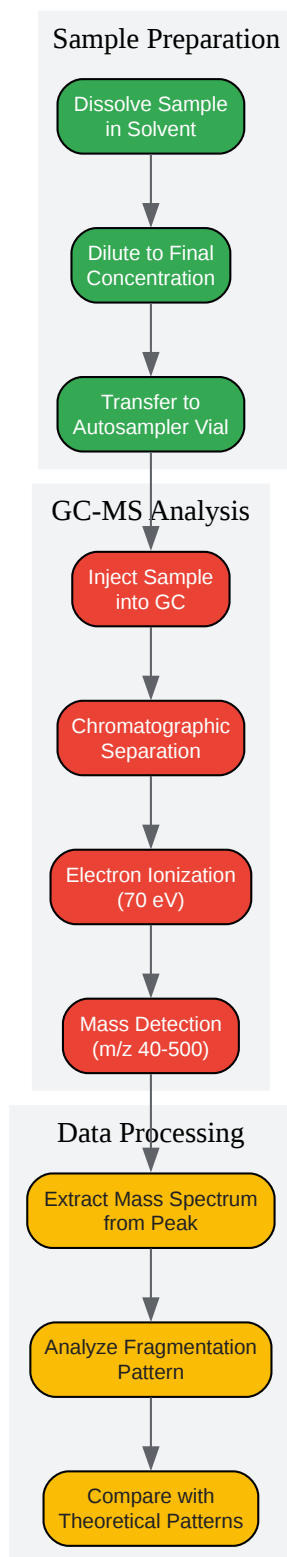 Sample Preparation
Dissolve Sample
in Solvent
Dilute to Final
Concentration
Transfer to
Autosampler Vial
GC-MS Analysis
Inject Sample
into GC
Chromatographic
Separation
Electron Ionization
(70 eV)
Mass Detection
(m/z 40-500)
Data Processing
Extract Mass Spectrum
from Peak
Analyze Fragmentation
Pattern
Compare with
Theoretical Patterns